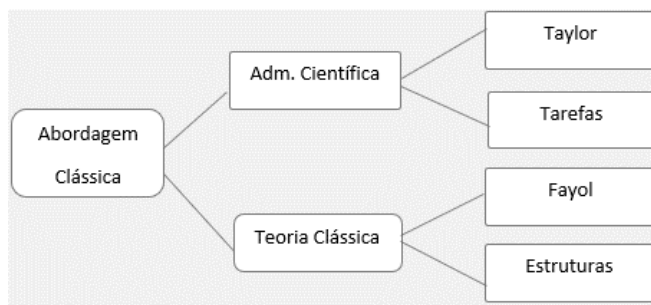 Abordagem
Clássica
Adm. Científica
Teoria Clássica
Taylor
Tarefas
Fayol
Estruturas